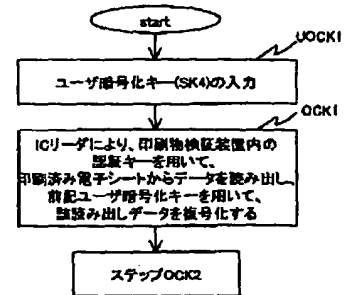 start
UOCK1
ユーザ暗号化キー(SK4)の入力
OCK1
ICリーダにより、印刷物検証装置内の
認証キーを用いて、
印刷済み電子シートからデータを読み出し、
前記ユーザ暗号化キーを用いて、
該読み出しデータを復号化する
ステップOCK2